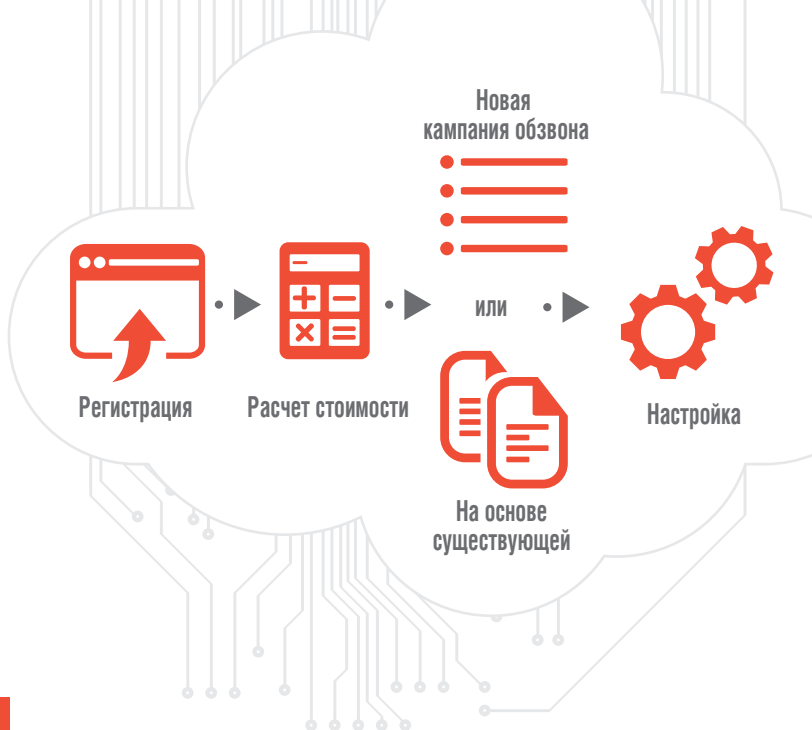 Новая
кампания обзвона
или
Регистрация
Расчет стоимости
На основе
существующей
Настройка